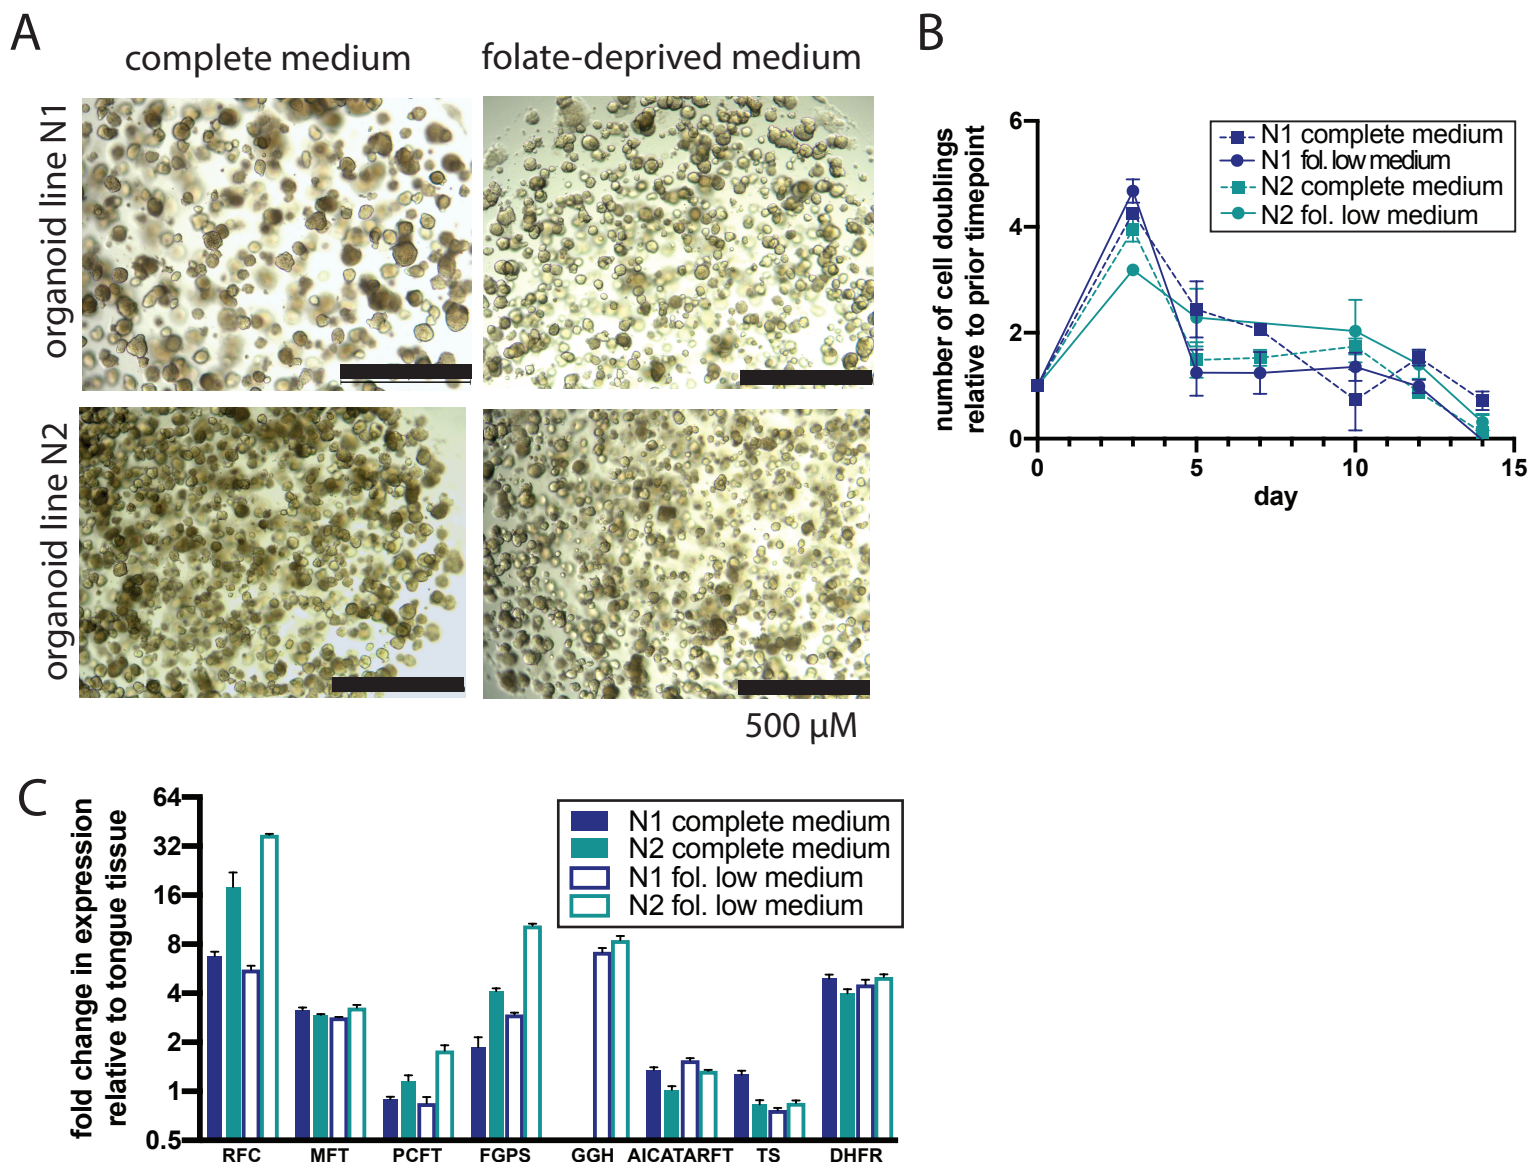 A
complete medium
folate-deprived medium
organoid line N1
organoid line N2
500 µM
B
number of cell doublings
relative to prior timepoint
6
4
2
0
0
5
10
15
day
N1 complete medium
N1 fol. low medium
N2 complete medium
N2 fol. low medium
C
fold change in expression
relative to tongue tissue
64
32
16
8
4
2
1
0.5
N1 complete medium
N2 complete medium
N1 fol. low medium
N2 fol. low medium
RFC
MFT
PCFT
FGPS
GGH
AICATARFT
TS
DHFR